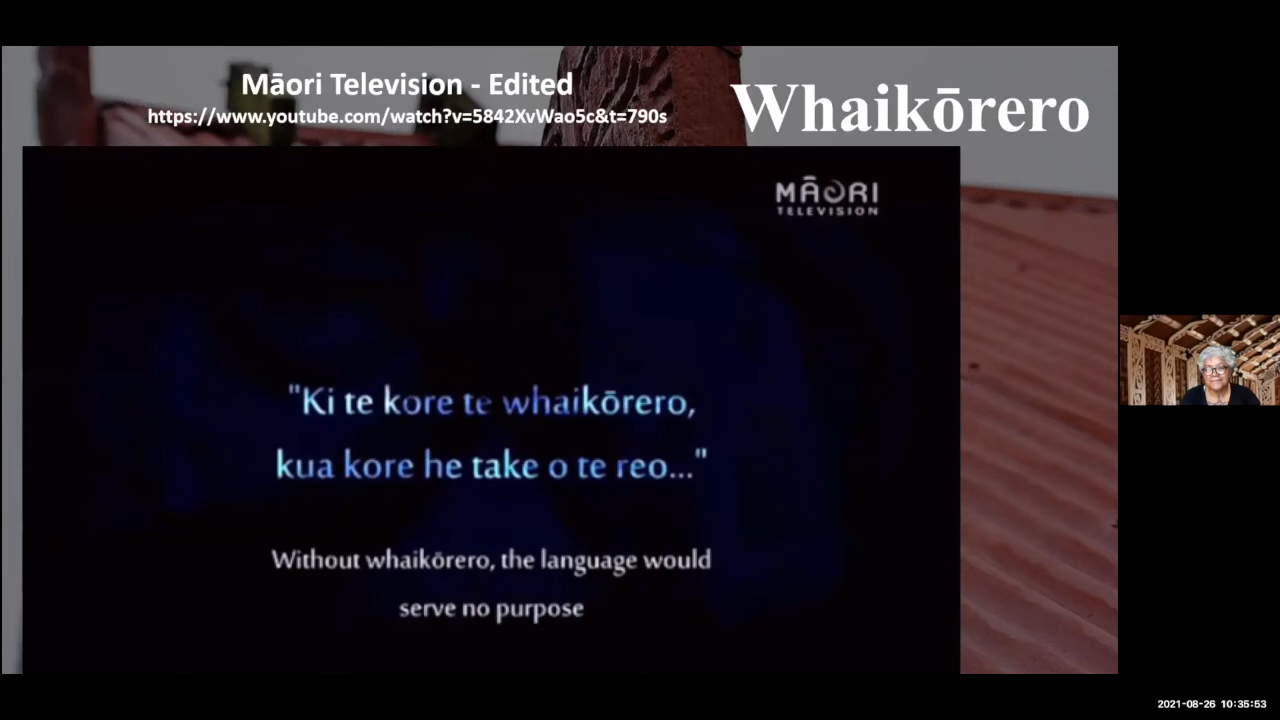 Māori Television - Edited
https://www.youtube.com/watch?v=5842XvWao5c&t=790s
Whaikōrero
MĀORI
TELEVISION
"Ki te kore te whaikōrero,
kua kore he take o te reo..."
Without whaikōrero, the language would
serve no purpose
2021-08-26 10:35:53